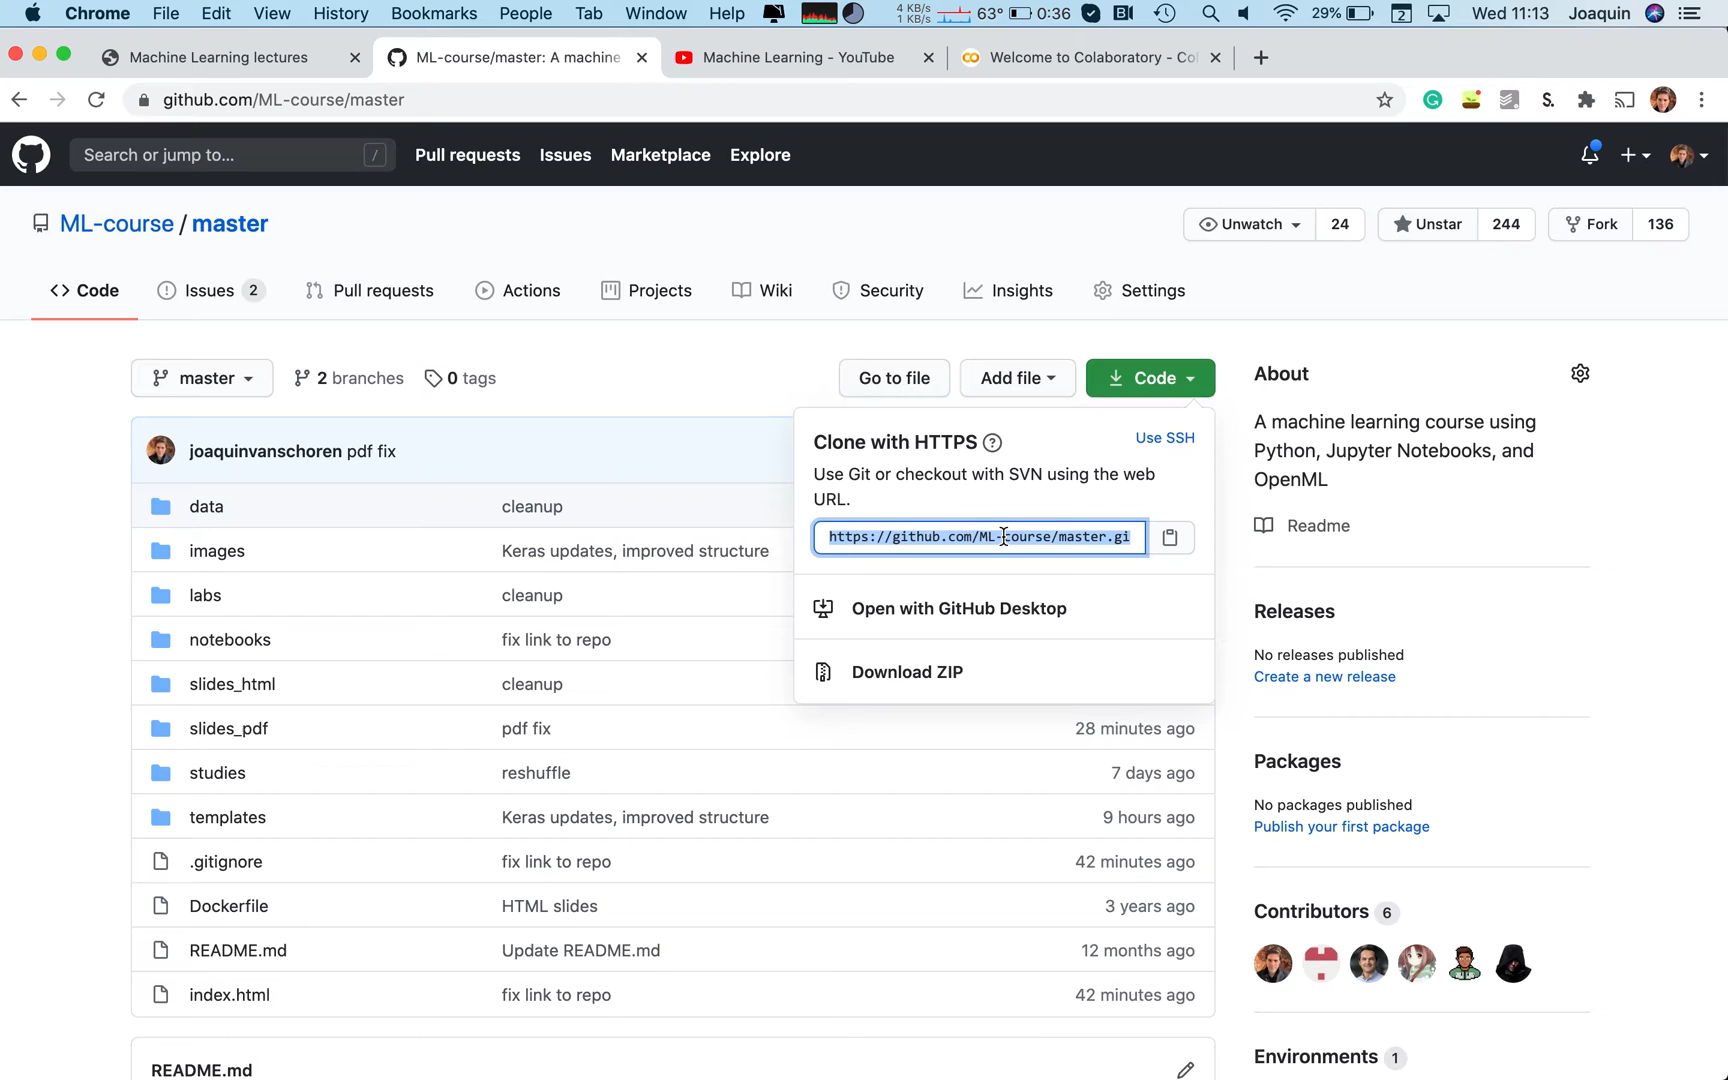 Chrome File Edit View History Bookmarks People Tab Window Help 4 KB/s 1 KB/s 63° 0:36 29% 2 Wed 11:13 Joaquin
Machine Learning lectures ML-course/master: A machine Machine Learning - YouTube Welcome to Colaboratory - Col
github.com/ML-course/master
Search or jump to... / Pull requests Issues Marketplace Explore
ML-course / master Unwatch 24 Unstar 244 Fork 136
<> Code Issues 2 Pull requests Actions Projects Wiki Security Insights Settings
master 2 branches 0 tags Go to file Add file Code
joaquinvanschoren pdf fix
data cleanup
images Keras updates, improved structure
labs cleanup
notebooks fix link to repo
slides_html cleanup
slides_pdf pdf fix 28 minutes ago
studies reshuffle 7 days ago
templates Keras updates, improved structure 9 hours ago
.gitignore fix link to repo 42 minutes ago
Dockerfile HTML slides 3 years ago
README.md Update README.md 12 months ago
index.html fix link to repo 42 minutes ago
README.md
Clone with HTTPS ? Use SSH
Use Git or checkout with SVN using the web
URL.
https://github.com/ML-course/master.gi
Open with GitHub Desktop
Download ZIP
About
A machine learning course using
Python, Jupyter Notebooks, and
OpenML
Readme
Releases
No releases published
Create a new release
Packages
No packages published
Publish your first package
Contributors 6
Environments 1